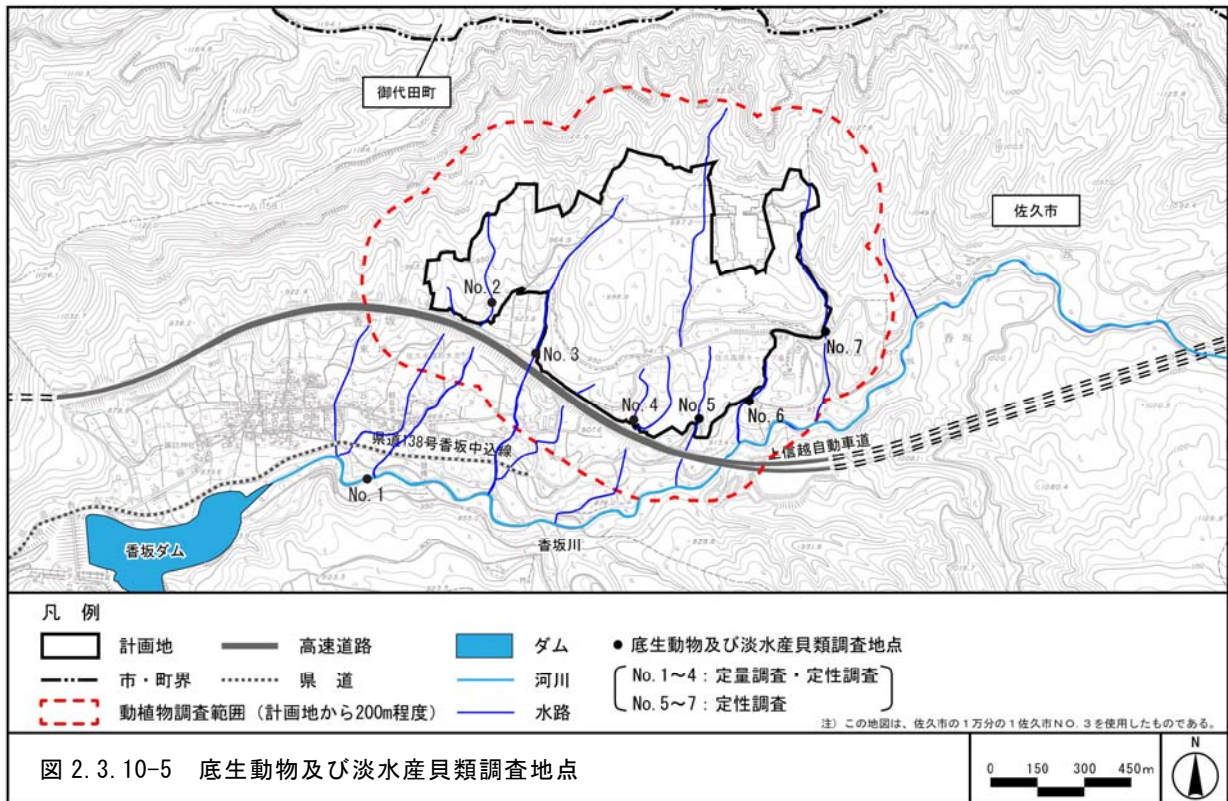 御代田町
佐久市
No.2
No.3
No.7
No.4
No.5
No.6
県道138号香坂中込線
上信越自動車道
No.1
香坂ダム
香坂川
凡 例
計画地
高速道路
ダム
● 底生動物及び淡水産貝類調査地点
市・町界
県 道
河川
No.1～4：定量調査・定性調査
動植物調査範囲（計画地から200m程度）
水路
No.5～7：定性調査
注）この地図は、佐久市の1万分の1佐久市NO.3を使用したものである。
図 2.3.10-5 底生動物及び淡水産貝類調査地点
0 150 300 450m
N